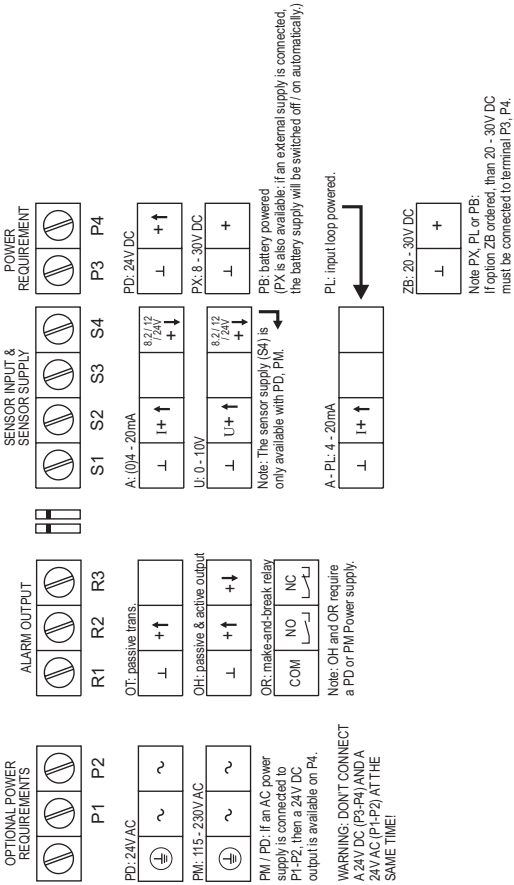 OPTIONAL POWER
REQUIREMENTS
P1 P2
PD: 24V AC
~ ~
PM: 115 - 230V AC
~ ~
PM / PD: If an AC power
supply is connected to
P1-P2, then a 24V DC
output is available on P4.
WARNING: DON'T CONNECT
A 24V DC (P3-P4) AND A
24V AC (P1-P2) AT THE
SAME TIME!
ALARM OUTPUT
R1 R2 R3
OT: passive trans.
⊥ +
OH: passive & active output
⊥ + +
OR: make-and-break relay
COM NO NC
Note: OH and OR require
a PD or PM Power supply.
SENSOR INPUT &
SENSOR SUPPLY
S1 S2 S3 S4
A: (0)4 - 20mA
⊥ I+ 8.2 / 12
/ 24V
+
U: 0 - 10V
⊥ U+ 8.2 / 12
/ 24V
+
Note: The sensor supply (S4) is
only available with PD, PM.
A - PL: 4 - 20mA
⊥ I+
POWER
REQUIREMENT
P3 P4
PD: 24V DC
⊥ +
PX: 8 - 30V DC
⊥ +
PB: battery powered
(PX is also available: if an external supply is connected,
the battery supply will be switched off / on automatically.)
PL: input loop powered.
ZB: 20 - 30V DC
⊥ +
Note PX, PL or PB:
If option ZB ordered, than 20 - 30V DC
must be connected to terminal P3, P4.